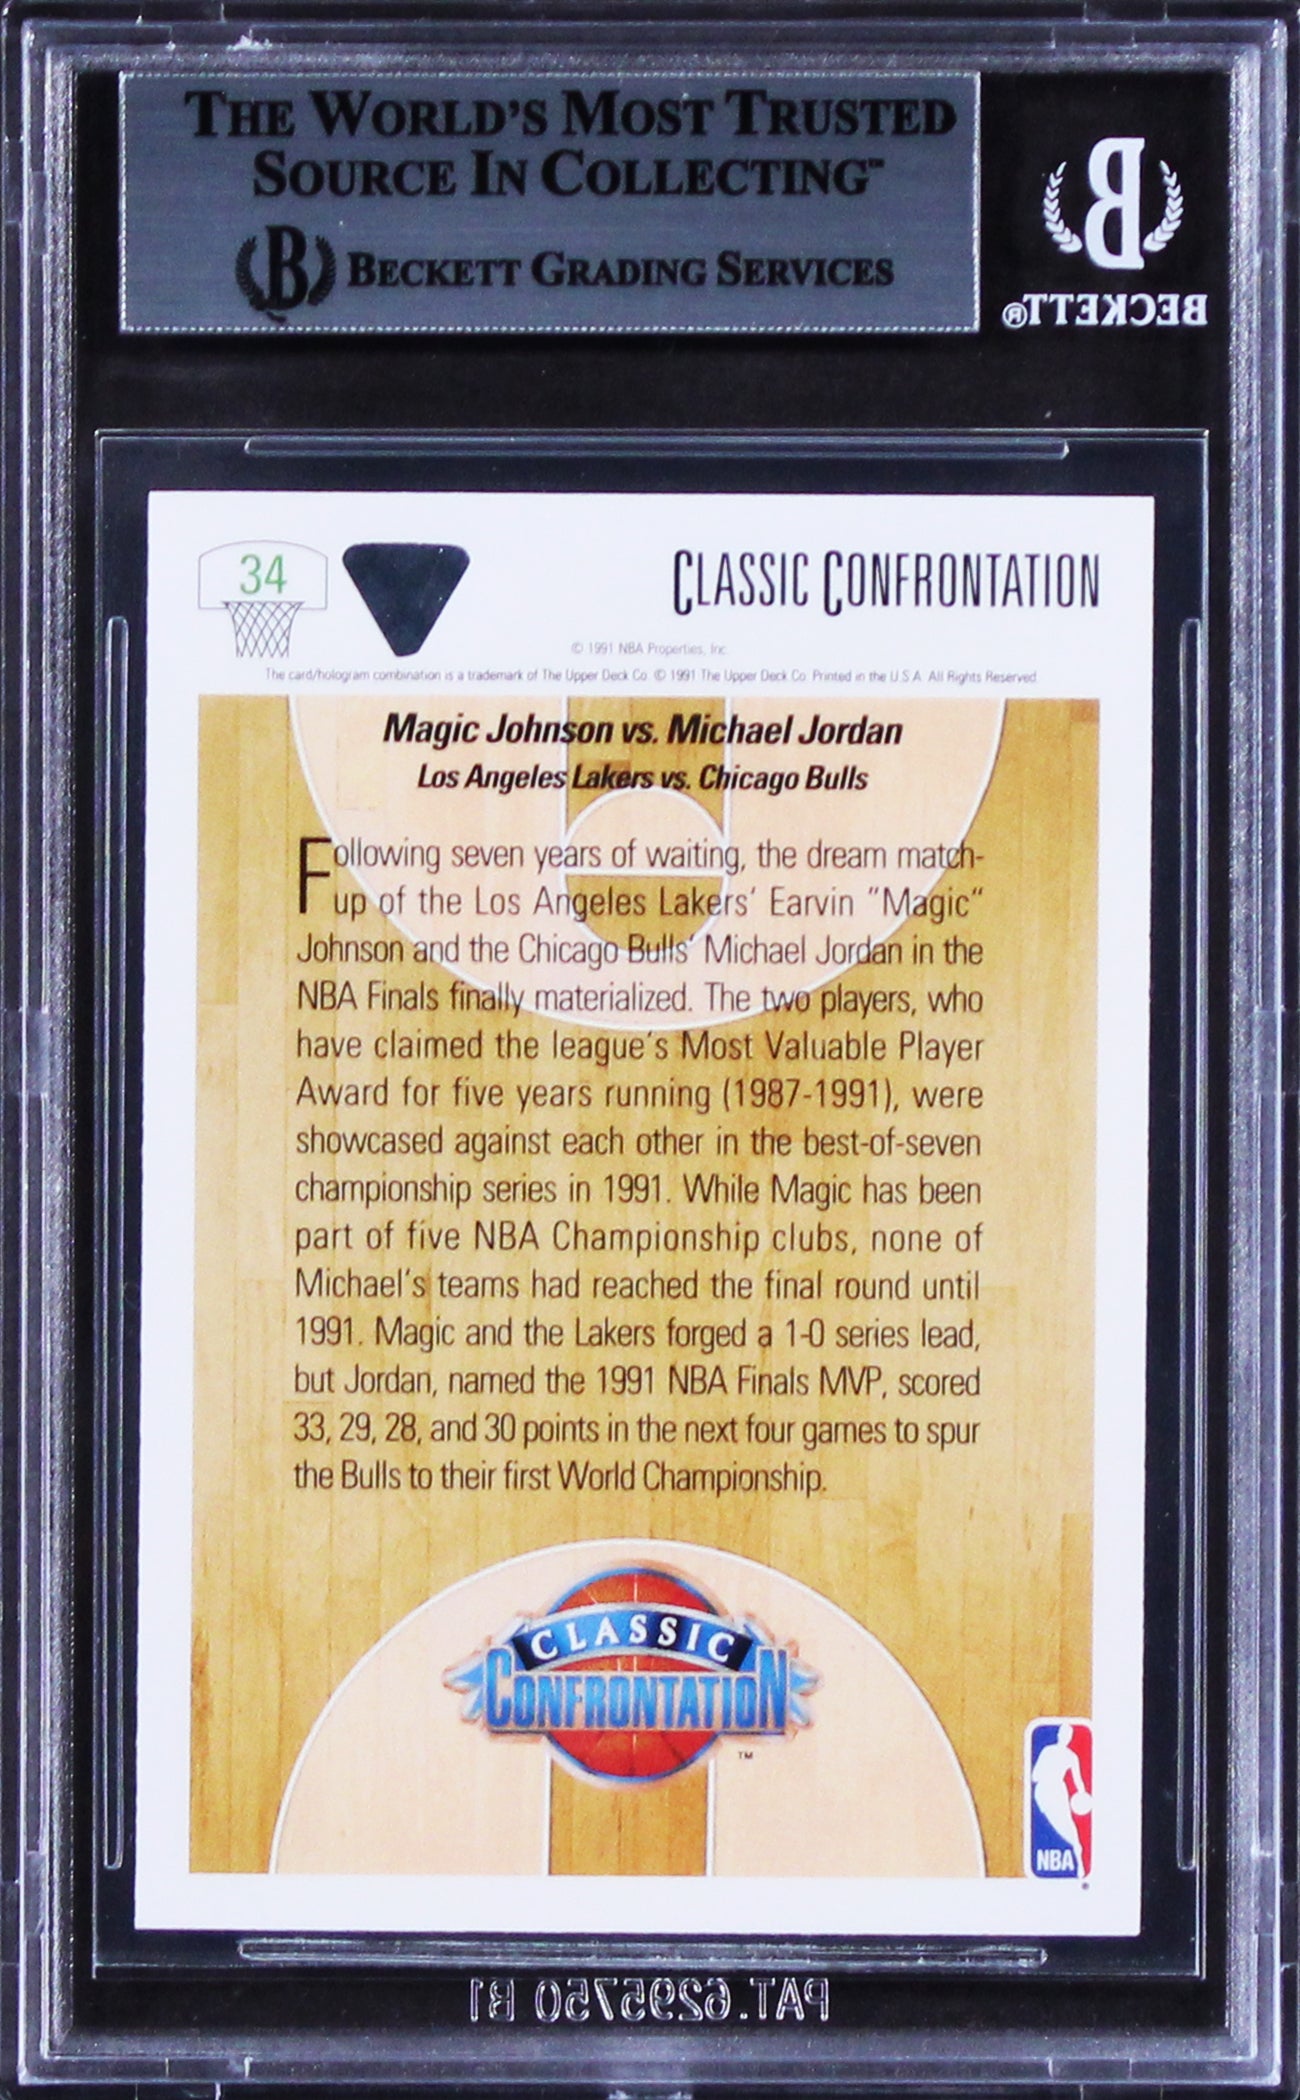 THE WORLD'S MOST TRUSTED
SOURCE IN COLLECTING™
B BECKETT GRADING SERVICES
B
BECKETT®
34
CLASSIC CONFRONTATION
© 1991 NBA Properties, Inc.
The card/hologram combination is a trademark of The Upper Deck Co. © 1991 The Upper Deck Co. Printed in the U.S.A. All Rights Reserved
Magic Johnson vs. Michael Jordan
Los Angeles Lakers vs. Chicago Bulls
Following seven years of waiting, the dream match-
up of the Los Angeles Lakers' Earvin "Magic"
Johnson and the Chicago Bulls' Michael Jordan in the
NBA Finals finally materialized. The two players, who
have claimed the league's Most Valuable Player
Award for five years running (1987-1991), were
showcased against each other in the best-of-seven
championship series in 1991. While Magic has been
part of five NBA Championship clubs, none of
Michael's teams had reached the final round until
1991. Magic and the Lakers forged a 1-0 series lead,
but Jordan, named the 1991 NBA Finals MVP, scored
33, 29, 28, and 30 points in the next four games to spur
the Bulls to their first World Championship.
CLASSIC
CONFRONTATION
™
NBA
®
PAT.6295750 B1